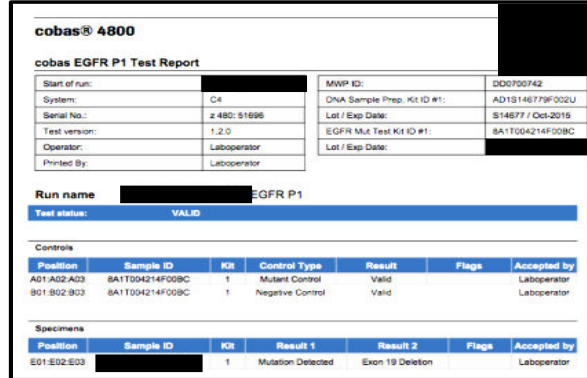 cobas® 4800
cobas EGFR P1 Test Report
Start of run:
System: C4
Serial No.: z 480: 51696
Test version: 1.2.0
Operator: Laboperator
Printed By: Laboperator
MWP ID: DD0700742
DNA Sample Prep. Kit ID #1: AD1S146779F002U
Lot / Exp Date: S14677 / Oct-2015
EGFR Mut Test Kit ID #1: 8A1T004214F00BC
Lot / Exp Date:
Run name EGFR P1
Test status: VALID
Controls
Position Sample ID Kit Control Type Result Flags Accepted by
A01:A02:A03 8A1T004214F00BC 1 Mutant Control Valid Laboperator
B01:B02:B03 8A1T004214F00BC 1 Negative Control Valid Laboperator
Specimens
Position Sample ID Kit Result 1 Result 2 Flags Accepted by
E01:E02:E03 1 Mutation Detected Exon 19 Deletion Laboperator